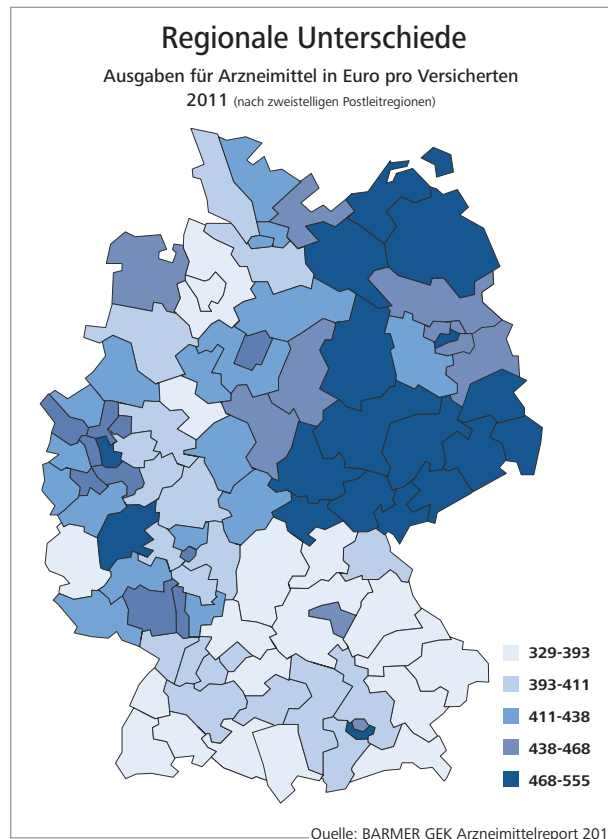 Regionale Unterschiede
Ausgaben für Arzneimittel in Euro pro Versicherten
2011 (nach zweistelligen Postleitregionen)
329-393
393-411
411-438
438-468
468-555
Quelle: BARMER GEK Arzneimittelreport 201